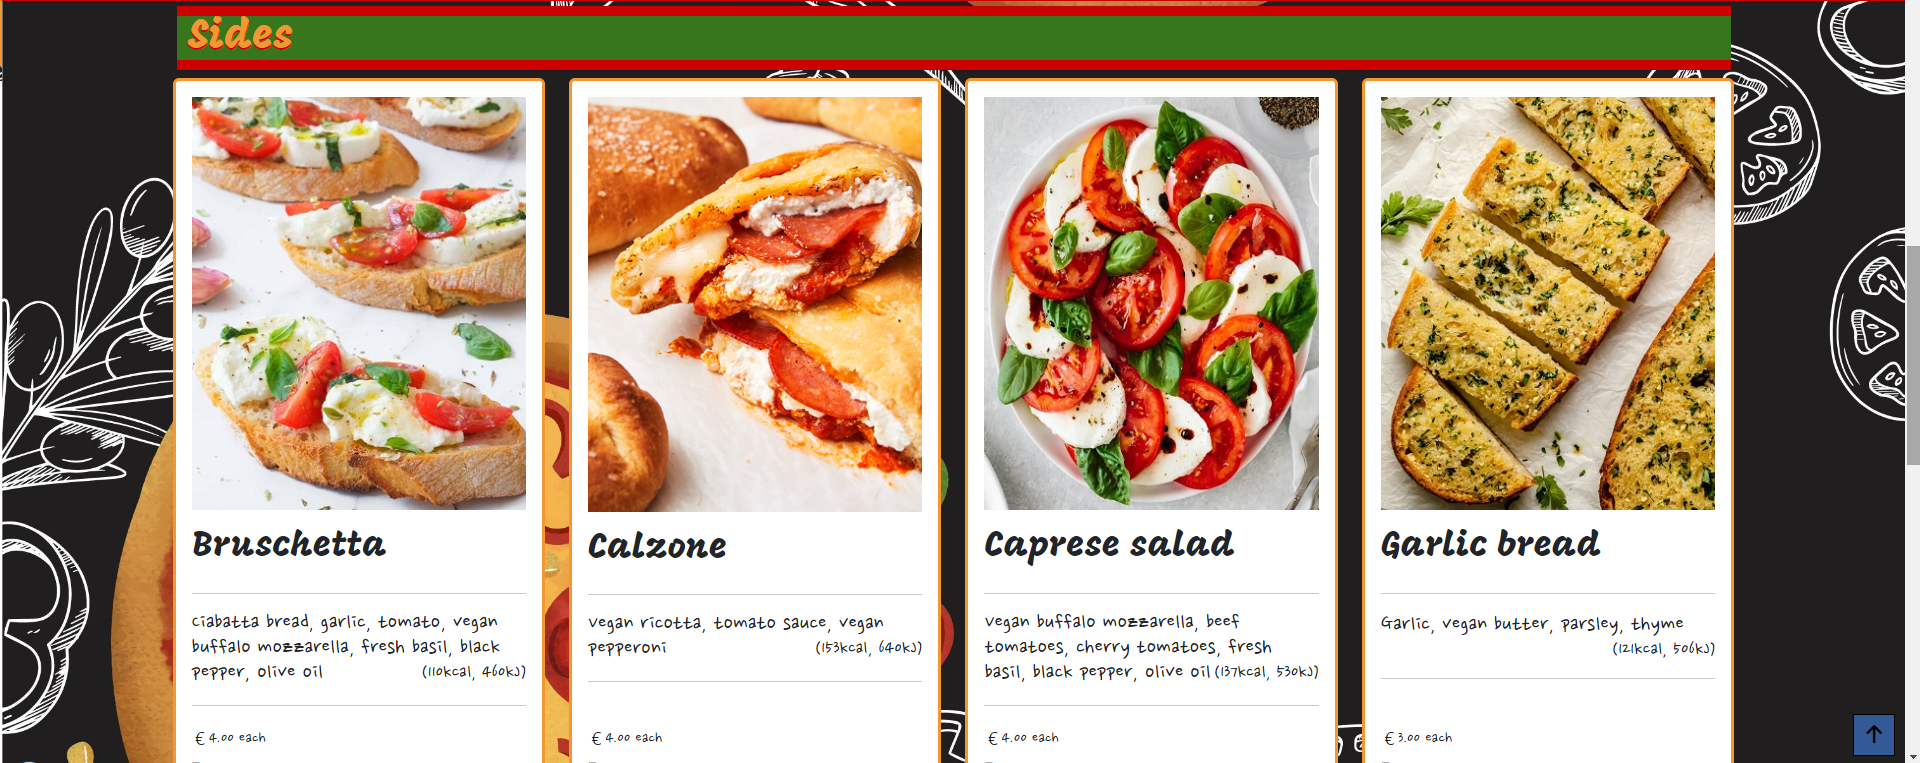 Sides
Bruschetta
ciabatta bread, garlic, tomato, vegan
buffalo mozzarella, fresh basil, black
pepper, olive oil (110kcal, 460kJ)
€ 4.00 each
Calzone
vegan ricotta, tomato sauce, vegan
pepperoni (153kcal, 640kJ)
€ 4.00 each
Caprese salad
vegan buffalo mozzarella, beef
tomatoes, cherry tomatoes, fresh
basil, black pepper, olive oil (137kcal, 530kJ)
€ 4.00 each
Garlic bread
Garlic, vegan butter, parsley, thyme
(121kcal, 506kJ)
€ 3.00 each